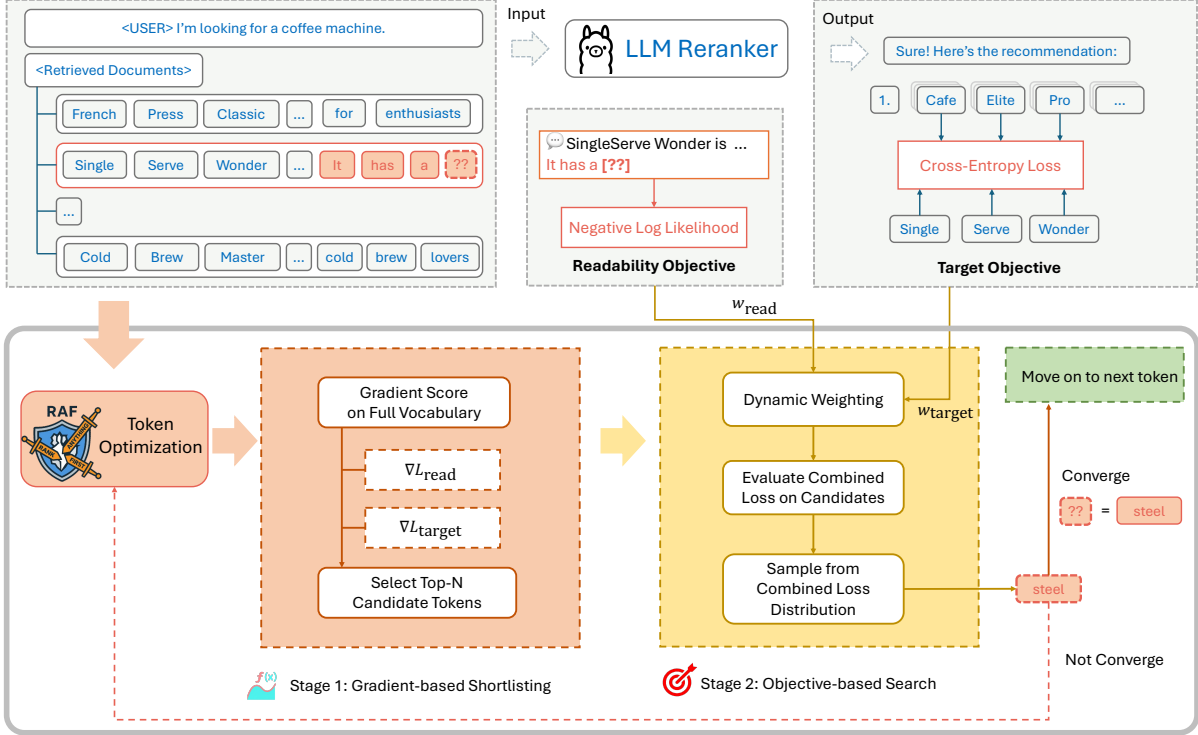 <USER> I'm looking for a coffee machine.
<Retrieved Documents>
French Press Classic ... for enthusiasts
Single Serve Wonder ... It has a ??
...
Cold Brew Master ... cold brew lovers
Input
LLM Reranker
SingleServe Wonder is ...
It has a [??]
Negative Log Likelihood
Readability Objective
Output
Sure! Here's the recommendation:
1. Cafe Elite Pro ...
Cross-Entropy Loss
Single Serve Wonder
Target Objective
w_read
w_target
RAF
RANK
ANYTHING
FIRST
Token
Optimization
Gradient Score
on Full Vocabulary
∇L_read
∇L_target
Select Top-N
Candidate Tokens
f(x)
Stage 1: Gradient-based Shortlisting
Dynamic Weighting
Evaluate Combined
Loss on Candidates
Sample from
Combined Loss
Distribution
Stage 2: Objective-based Search
Move on to next token
Converge
?? = steel
steel
Not Converge